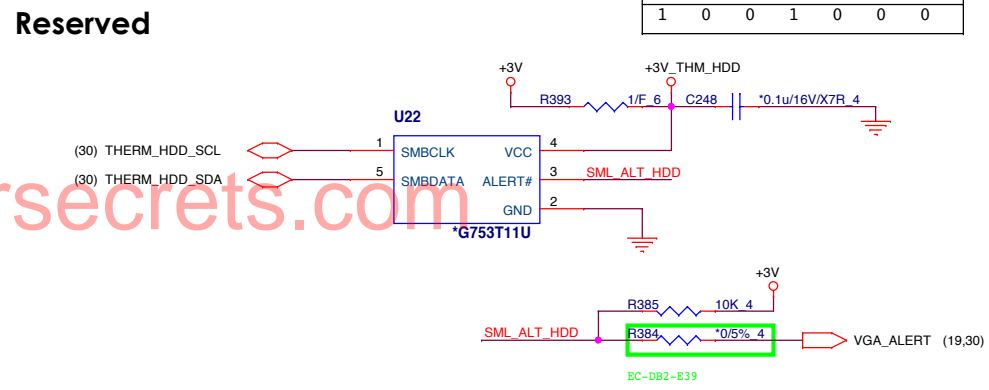 Reserved
1 0 0 1 0 0 0 0
+3V
+3V_THM_HDD
R393 1/F_6 C248 *0.1u/16V/X7R_4
U22
(30) THERM_HDD_SCL 1 SMBCLK VCC 4
(30) THERM_HDD_SDA 5 SMBDATA ALERT# 3 SML_ALT_HDD
GND 2
rsecrets.com
*G753T11U
+3V
R385 10K_4
SML_ALT_HDD R384 *0/5%_4 VGA_ALERT (19,30)
EC-DB2-E39